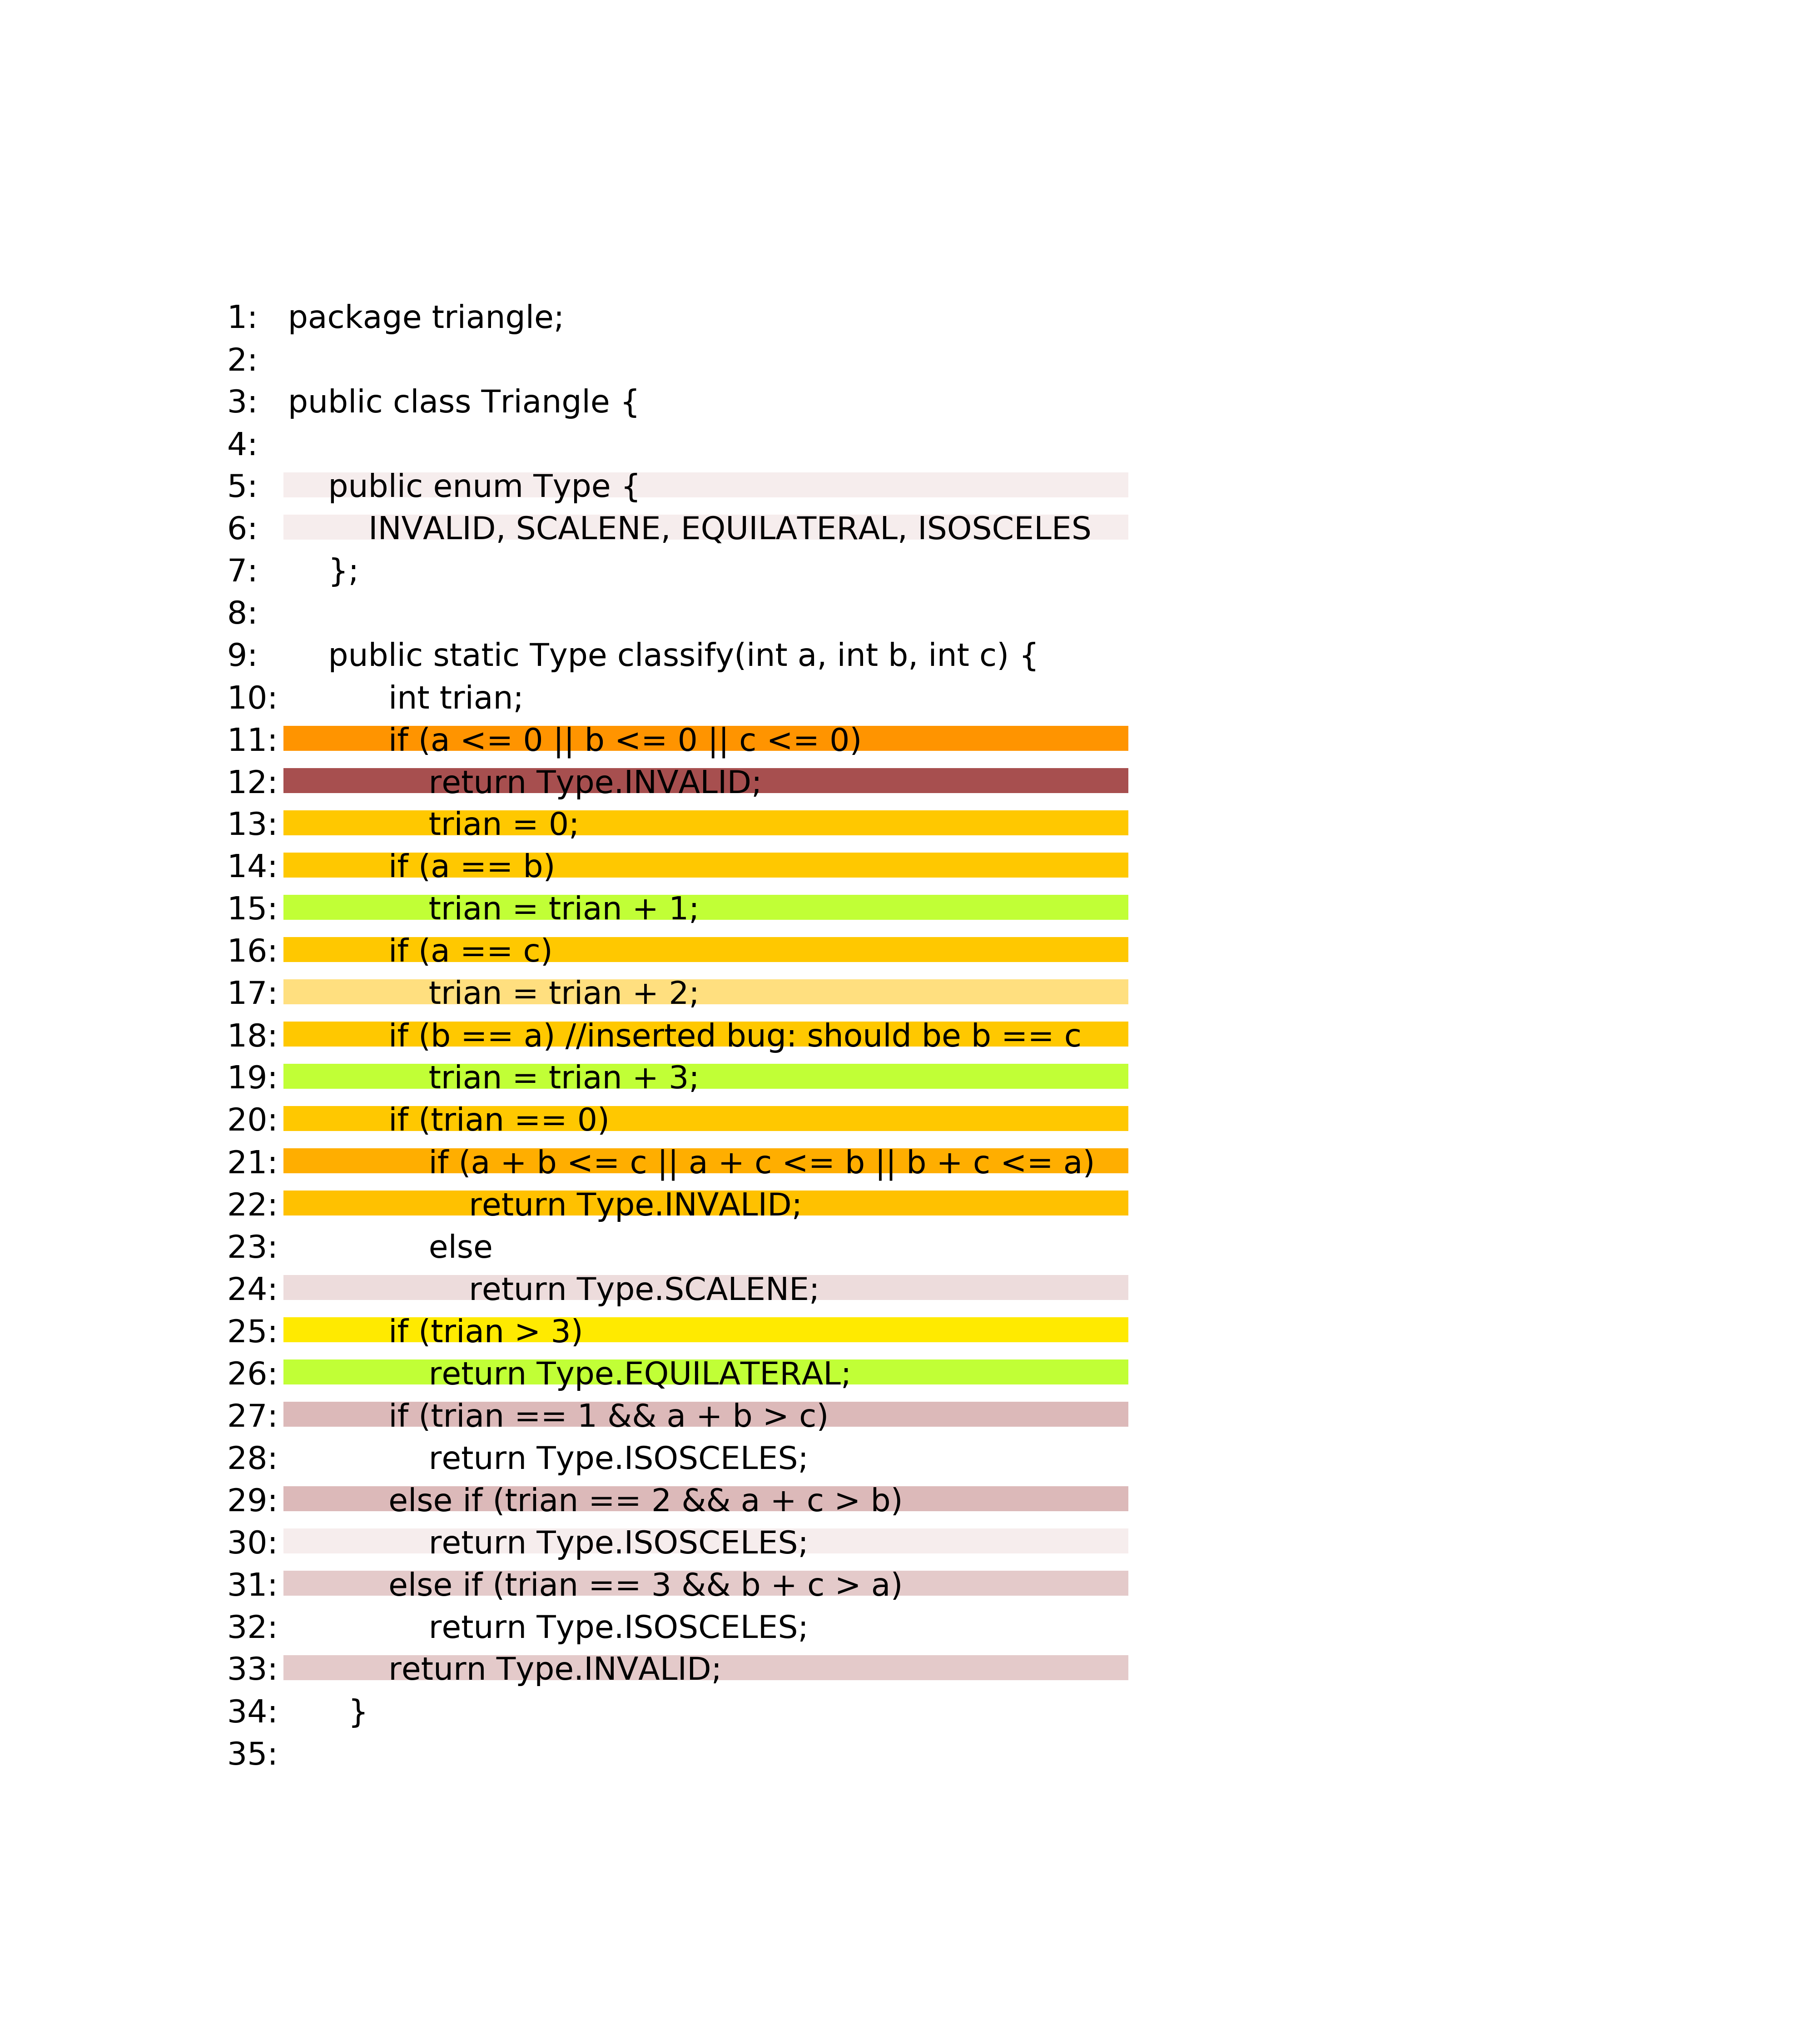 1: package triangle;
2:
3: public class Triangle {
4:
5: public enum Type {
6: INVALID, SCALENE, EQUILATERAL, ISOSCELES
7: };
8:
9: public static Type classify(int a, int b, int c) {
10: int trian;
11: if (a <= 0 || b <= 0 || c <= 0)
12: return Type.INVALID;
13: trian = 0;
14: if (a == b)
15: trian = trian + 1;
16: if (a == c)
17: trian = trian + 2;
18: if (b == a) //inserted bug: should be b == c
19: trian = trian + 3;
20: if (trian == 0)
21: if (a + b <= c || a + c <= b || b + c <= a)
22: return Type.INVALID;
23: else
24: return Type.SCALENE;
25: if (trian > 3)
26: return Type.EQUILATERAL;
27: if (trian == 1 && a + b > c)
28: return Type.ISOSCELES;
29: else if (trian == 2 && a + c > b)
30: return Type.ISOSCELES;
31: else if (trian == 3 && b + c > a)
32: return Type.ISOSCELES;
33: return Type.INVALID;
34: }
35: